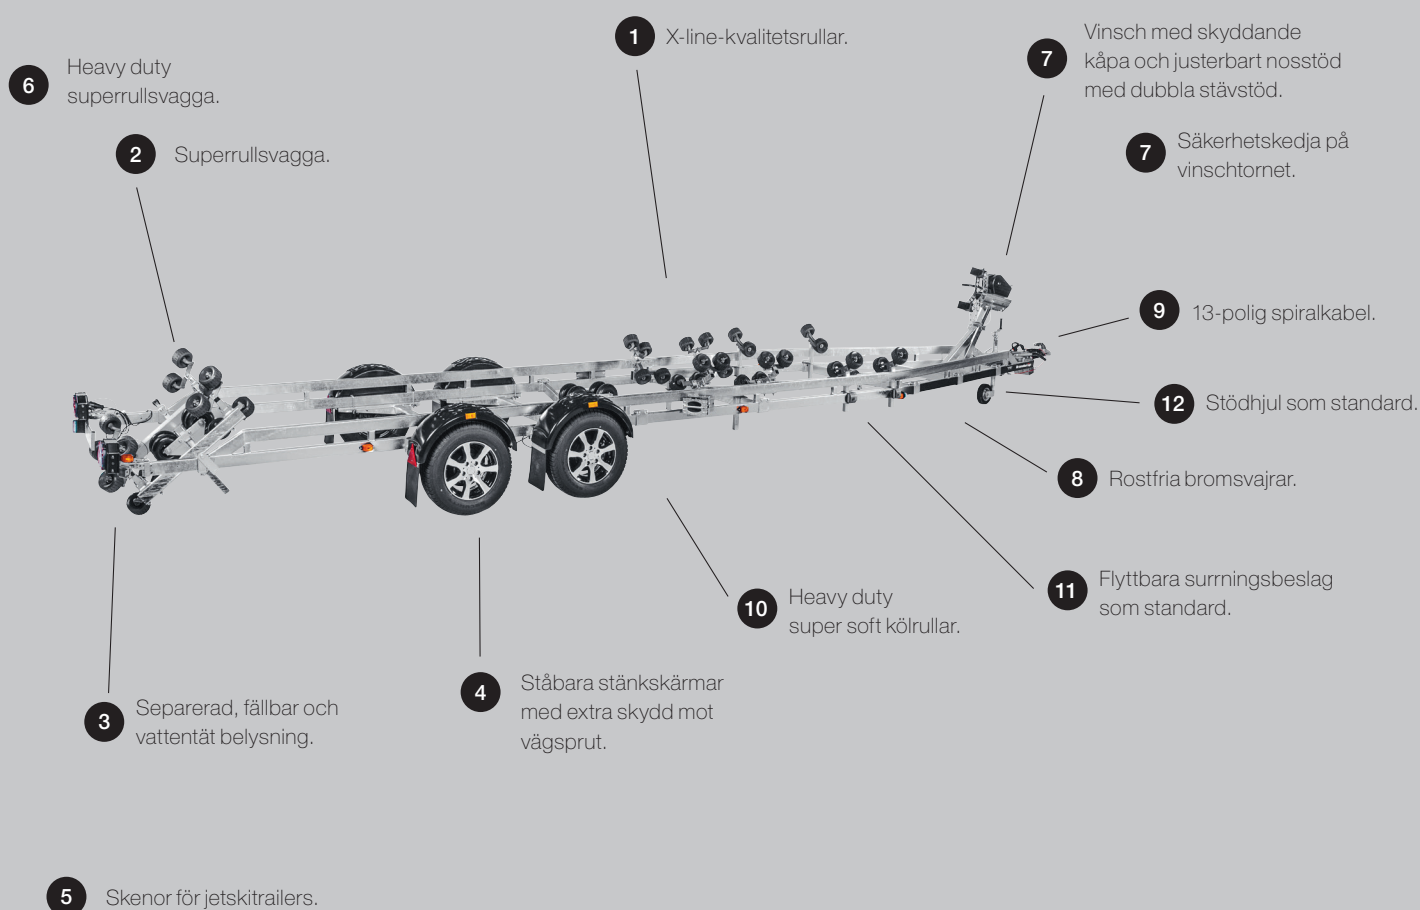 1 X-line-kvalitetsrullar.
7 Vinsch med skyddande
kåpa och justerbart nosstöd
med dubbla stävstöd.
6 Heavy duty
superrullsvagga.
2 Superrullsvagga.
7 Säkerhetskedja på
vinschtornet.
9 13-polig spiralkabel.
12 Stödhjul som standard.
8 Rostfria bromsvajrar.
11 Flyttbara surrningsbeslag
som standard.
10 Heavy duty
super soft kölrullar.
4 Ståbara stänkskärmar
med extra skydd mot
vägsprut.
3 Separerad, fällbar och
vattentät belysning.
5 Skenor för jetskitrailers.